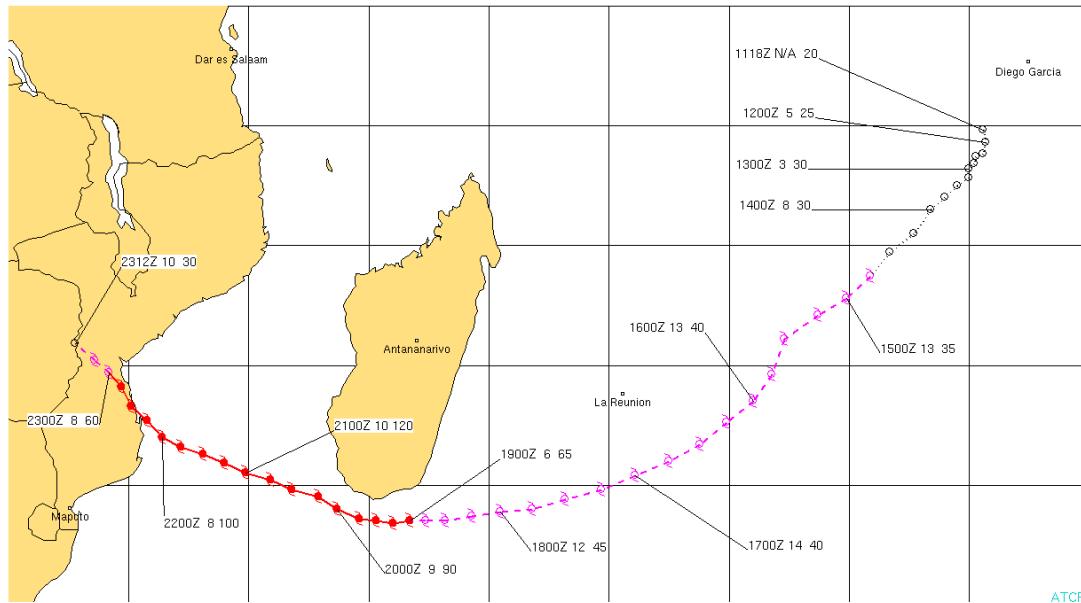 Dar es Salaam
1118Z N/A 20
Diego Garcia
1200Z 5 25
1300Z 3 30
1400Z 8 30
2312Z 10 30
1600Z 13 40
Antananarivo
1500Z 13 35
La Reunion
2300Z 8 60
2100Z 10 120
1900Z 6 65
Maputo
2200Z 8 100
1800Z 12 45
1700Z 14 40
2000Z 9 90
ATCF